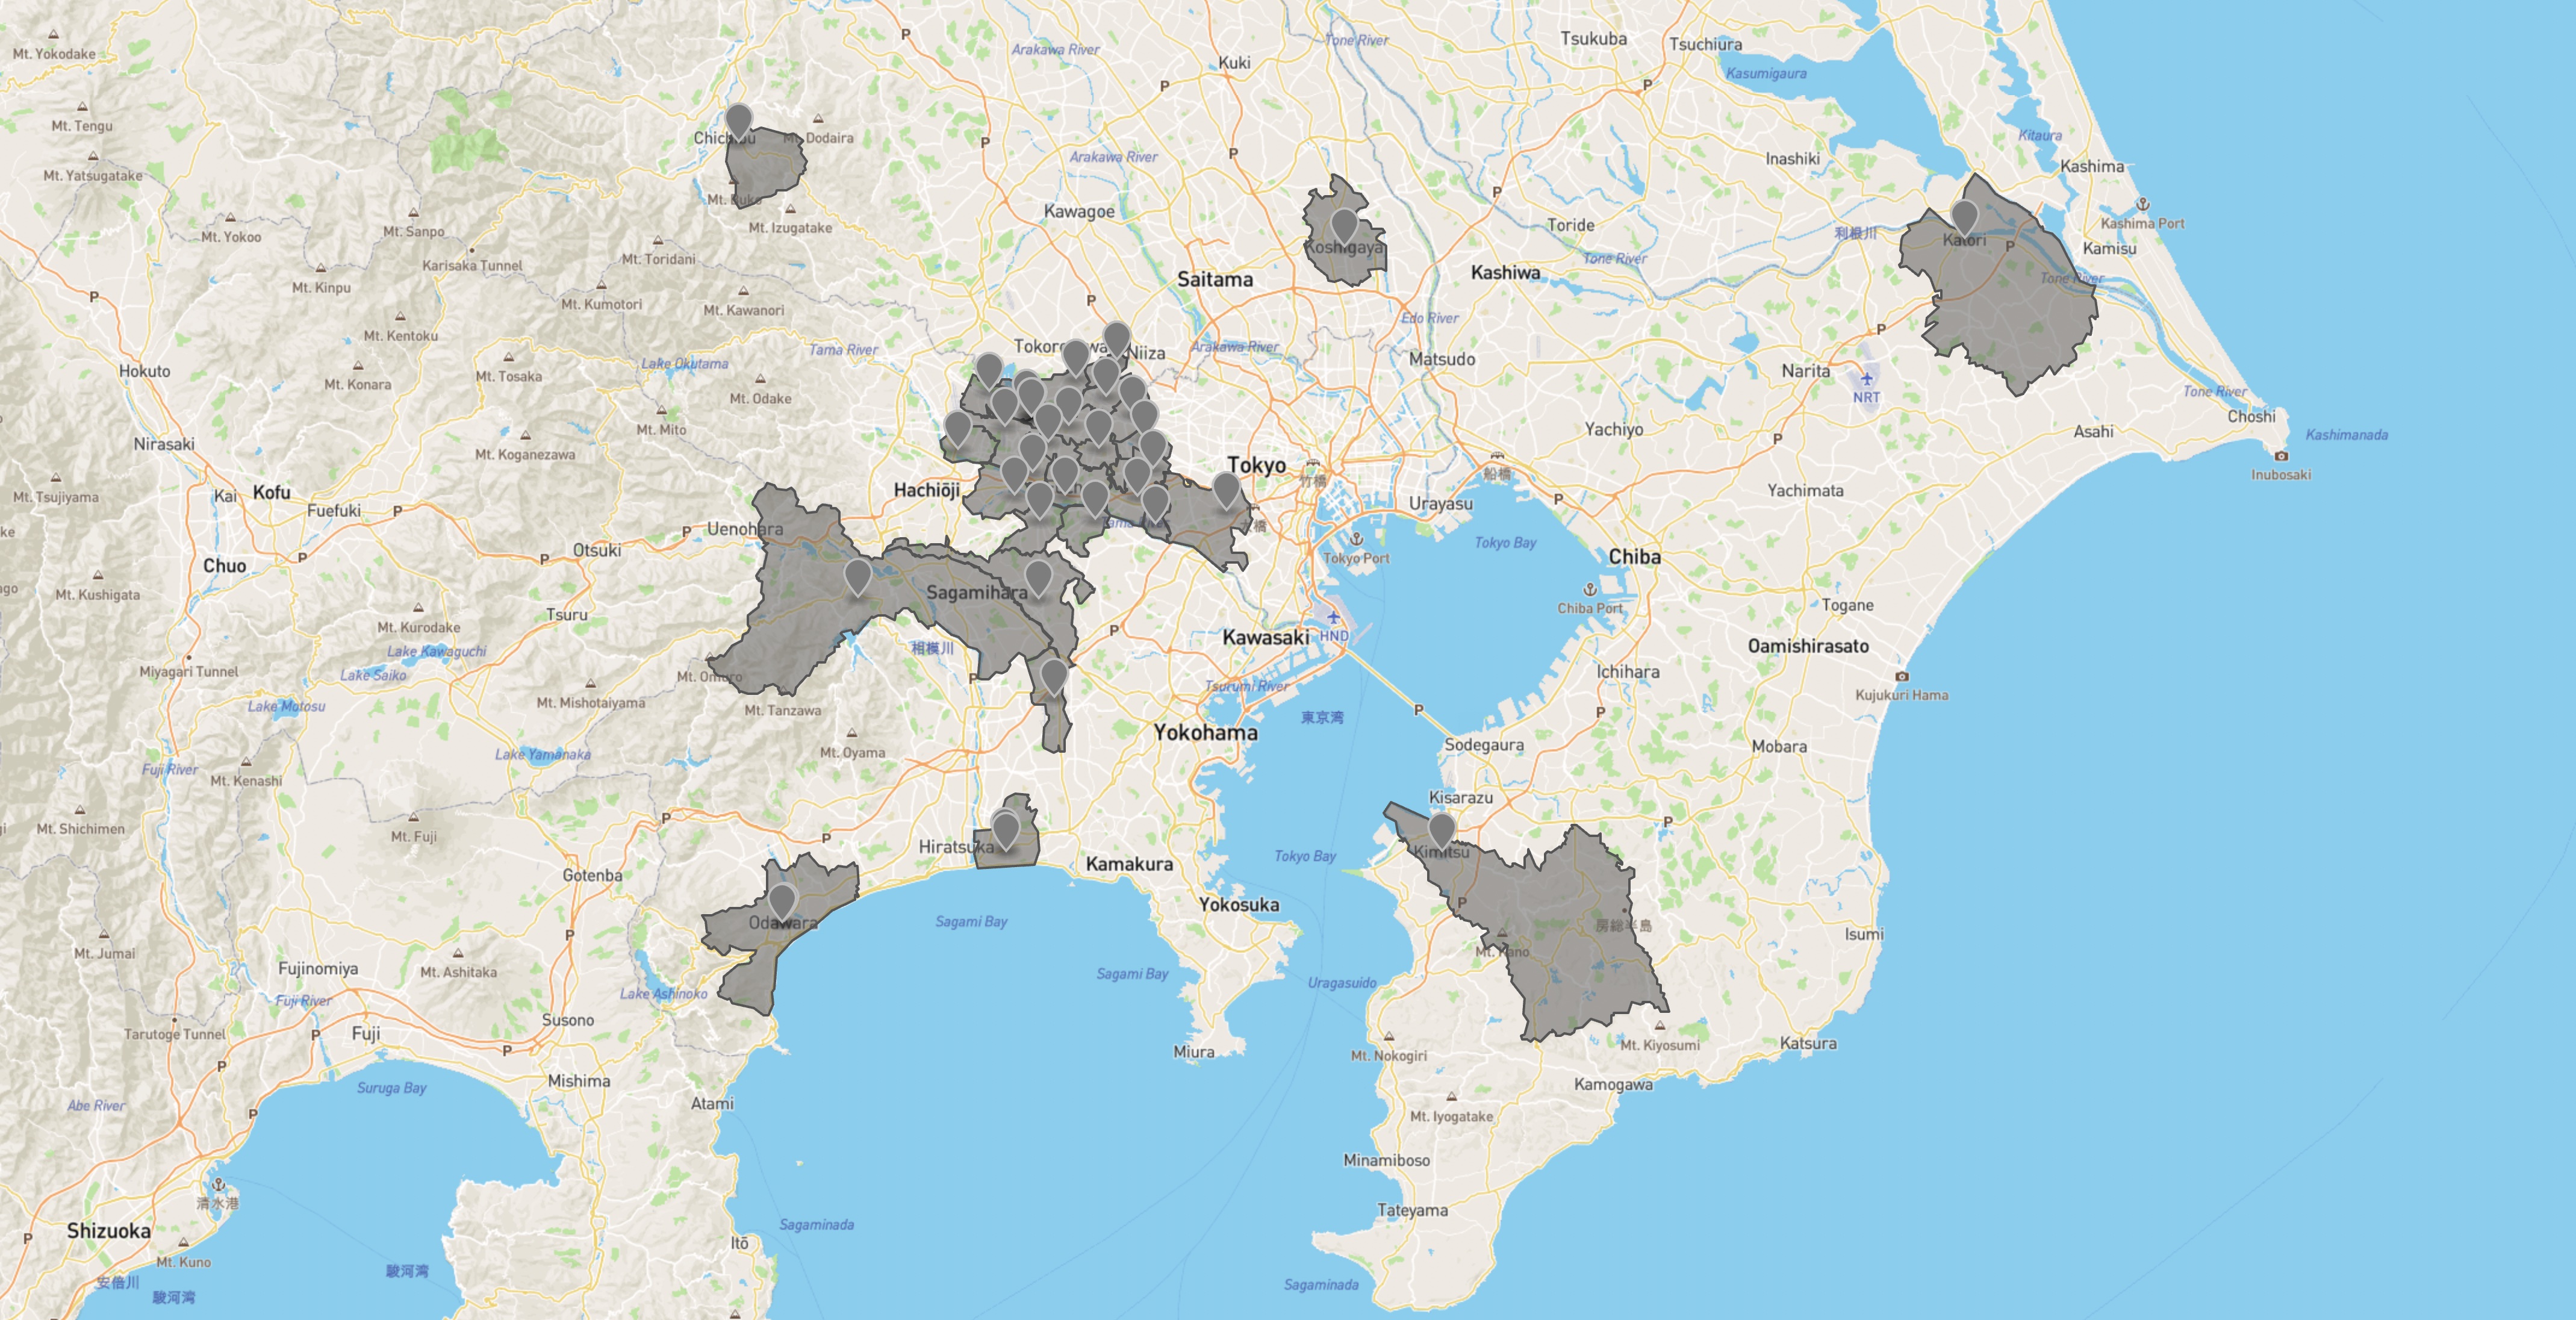 Mt. Yokodake
Arakawa River
Tone River
Tsukuba
Tsuchiura
Kuki
Kasumigaura
Mt. Tengu
Kitaura
Mt. Dodaira
Arakawa River
Inashiki
Kashima
Mt. Yatsugatake
Kawagoe
Mt. Izugatake
Toride
利根川
Kashima Port
Mt. Yokoo
Mt. Sanpo
Karisaka Tunnel
Mt. Toridani
Koshigaya
Katori
Kamisu
Tone River
Kashiwa
Saitama
Tone River
Mt. Kinpu
Mt. Kumotori
Mt. Kawanori
Edo River
Mt. Kentoku
Tama River
Niiza
Arakawa River
Matsudo
Lake Okutama
Hokuto
Mt. Konara
Mt. Tosaka
Mt. Odake
Narita
NRT
Tone River
Choshi
Mt. Mito
Yachiyo
Asahi
Kashimanada
Nirasaki
Mt. Koganezawa
Tokyo
竹橋
船橋
Inubosaki
Mt. Tsujiyama
Kai
Kofu
Hachiōji
Yachimata
Fuefuki
Urayasu
Uenohara
Otsuki
Tokyo Bay
Tokyo Port
Chiba
Chuo
Mt. Kushigata
Sagamihara
Chiba Port
Togane
Tsuru
Mt. Kurodake
Kawasaki
HND
Oamishirasato
Lake Kawaguchi
相模川
Miyagari Tunnel
Lake Saiko
Mt. Omuro
Ichihara
Tsurumi River
Kujukuri Hama
Lake Motosu
Mt. Mishotaiyama
Mt. Tanzawa
東京湾
Yokohama
Sodegaura
Mobara
Lake Yamanaka
Mt. Oyama
Fuji River
Mt. Kenashi
Kisarazu
Mt. Shichimen
Mt. Fuji
Hiratsuka
Kimitsu
Tokyo Bay
Kamakura
Gotenba
Yokosuka
Odawara
Sagami Bay
房総半島
Isumi
Mt. Jumai
Mt. Kano
Fujinomiya
Mt. Ashitaka
Sagami Bay
Uragasuido
Lake Ashinoko
Fuji River
Susono
Tarutoge Tunnel
Fuji
Miura
Mt. Nokogiri
Mt. Kiyosumi
Katsura
Mishima
Suruga Bay
Kamogawa
Abe River
Atami
Mt. Iyogatake
Minamiboso
清水港
Tateyama
Shizuoka
Sagaminada
Itō
Mt. Kuno
駿河湾
安倍川
Sagaminada
駿河湾